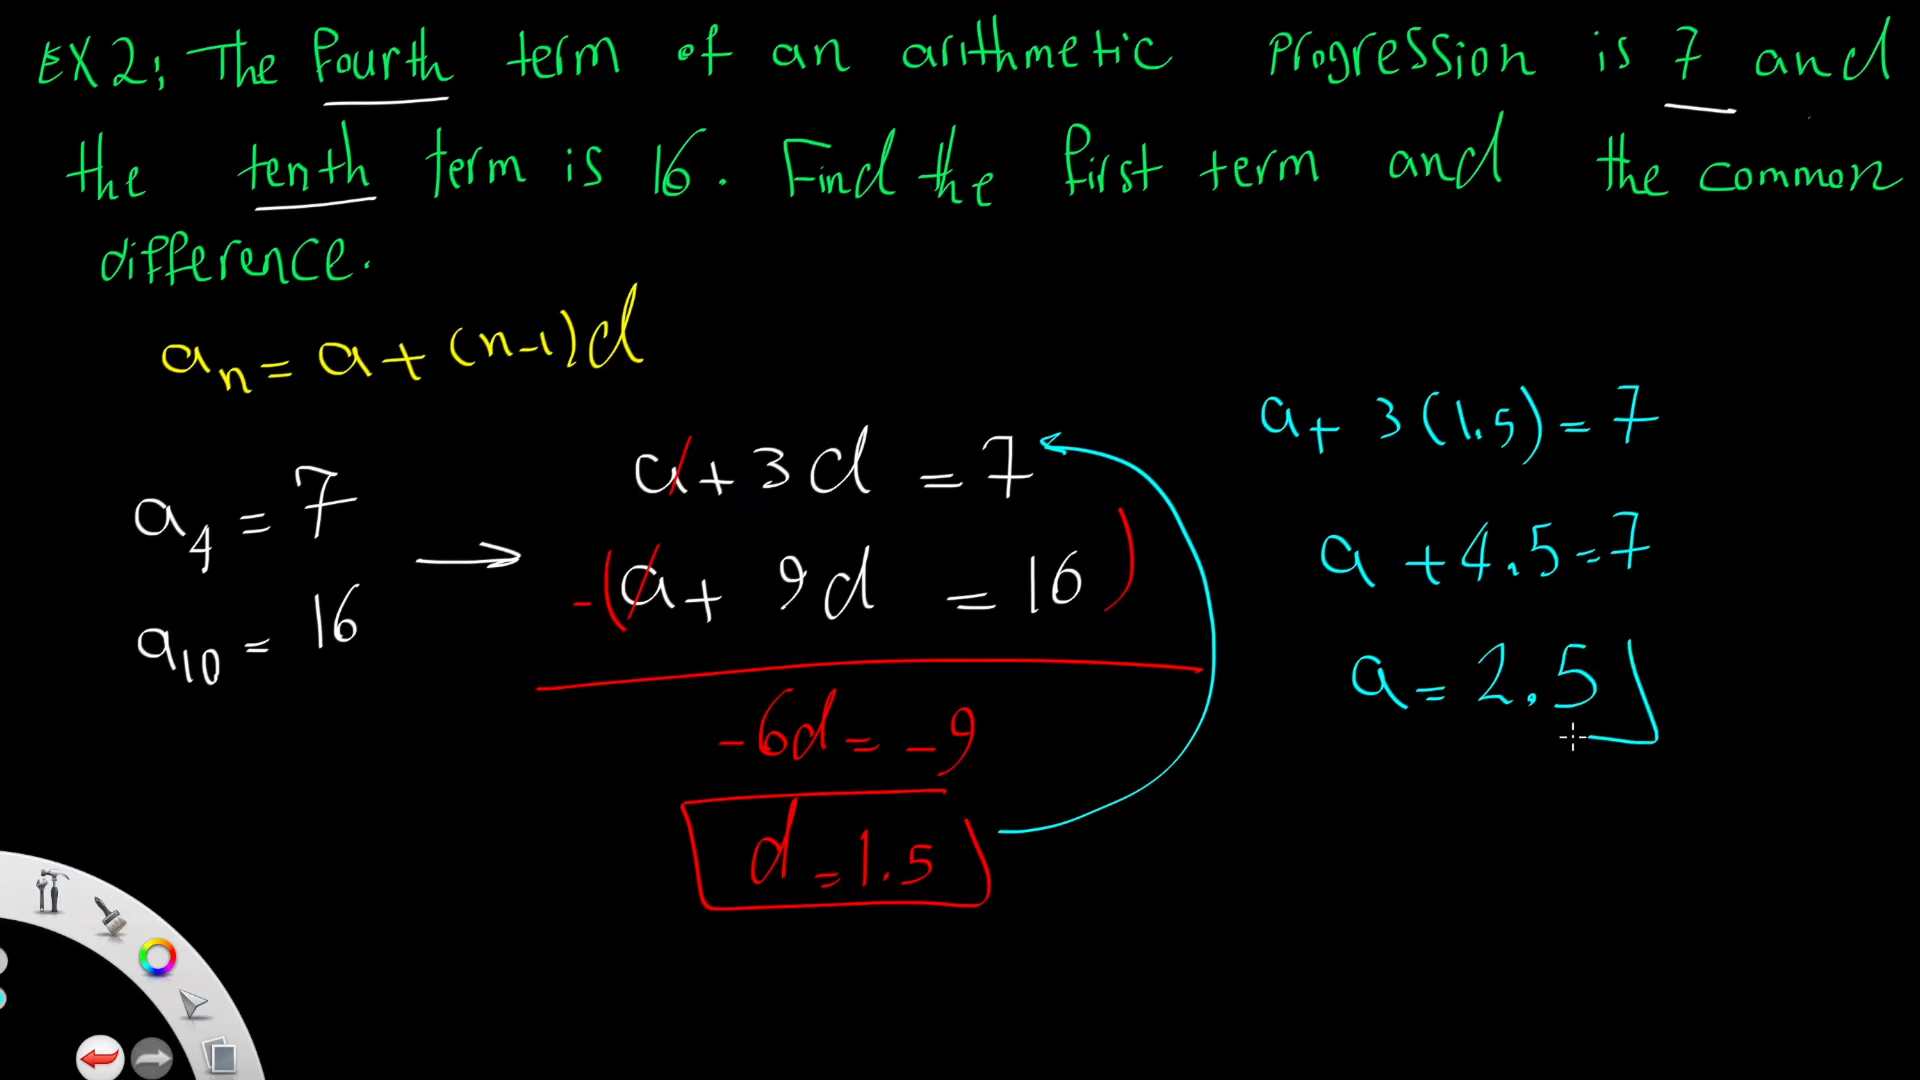 EX2: The Fourth term of an arithmetic Progression is 7 and
the tenth term is 16. Find the first term and the common
difference.
aₙ = a + (n-1)d
a₄ = 7
a₁₀ = 16
a + 3d = 7
-(a + 9d = 16)
-6d = -9
d = 1.5
a + 3(1.5) = 7
a + 4.5 = 7
a = 2.5